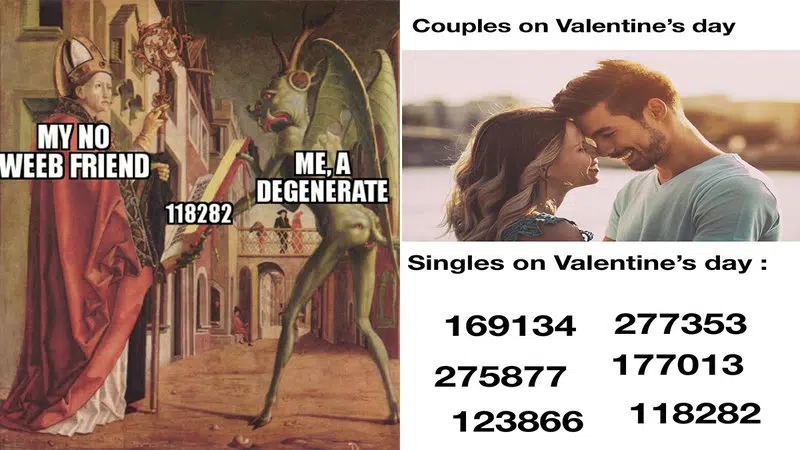 MY NO
WEEB FRIEND
118282
ME, A
DEGENERATE
Couples on Valentine's day
Singles on Valentine's day :
169134 277353
275877 177013
123866 118282